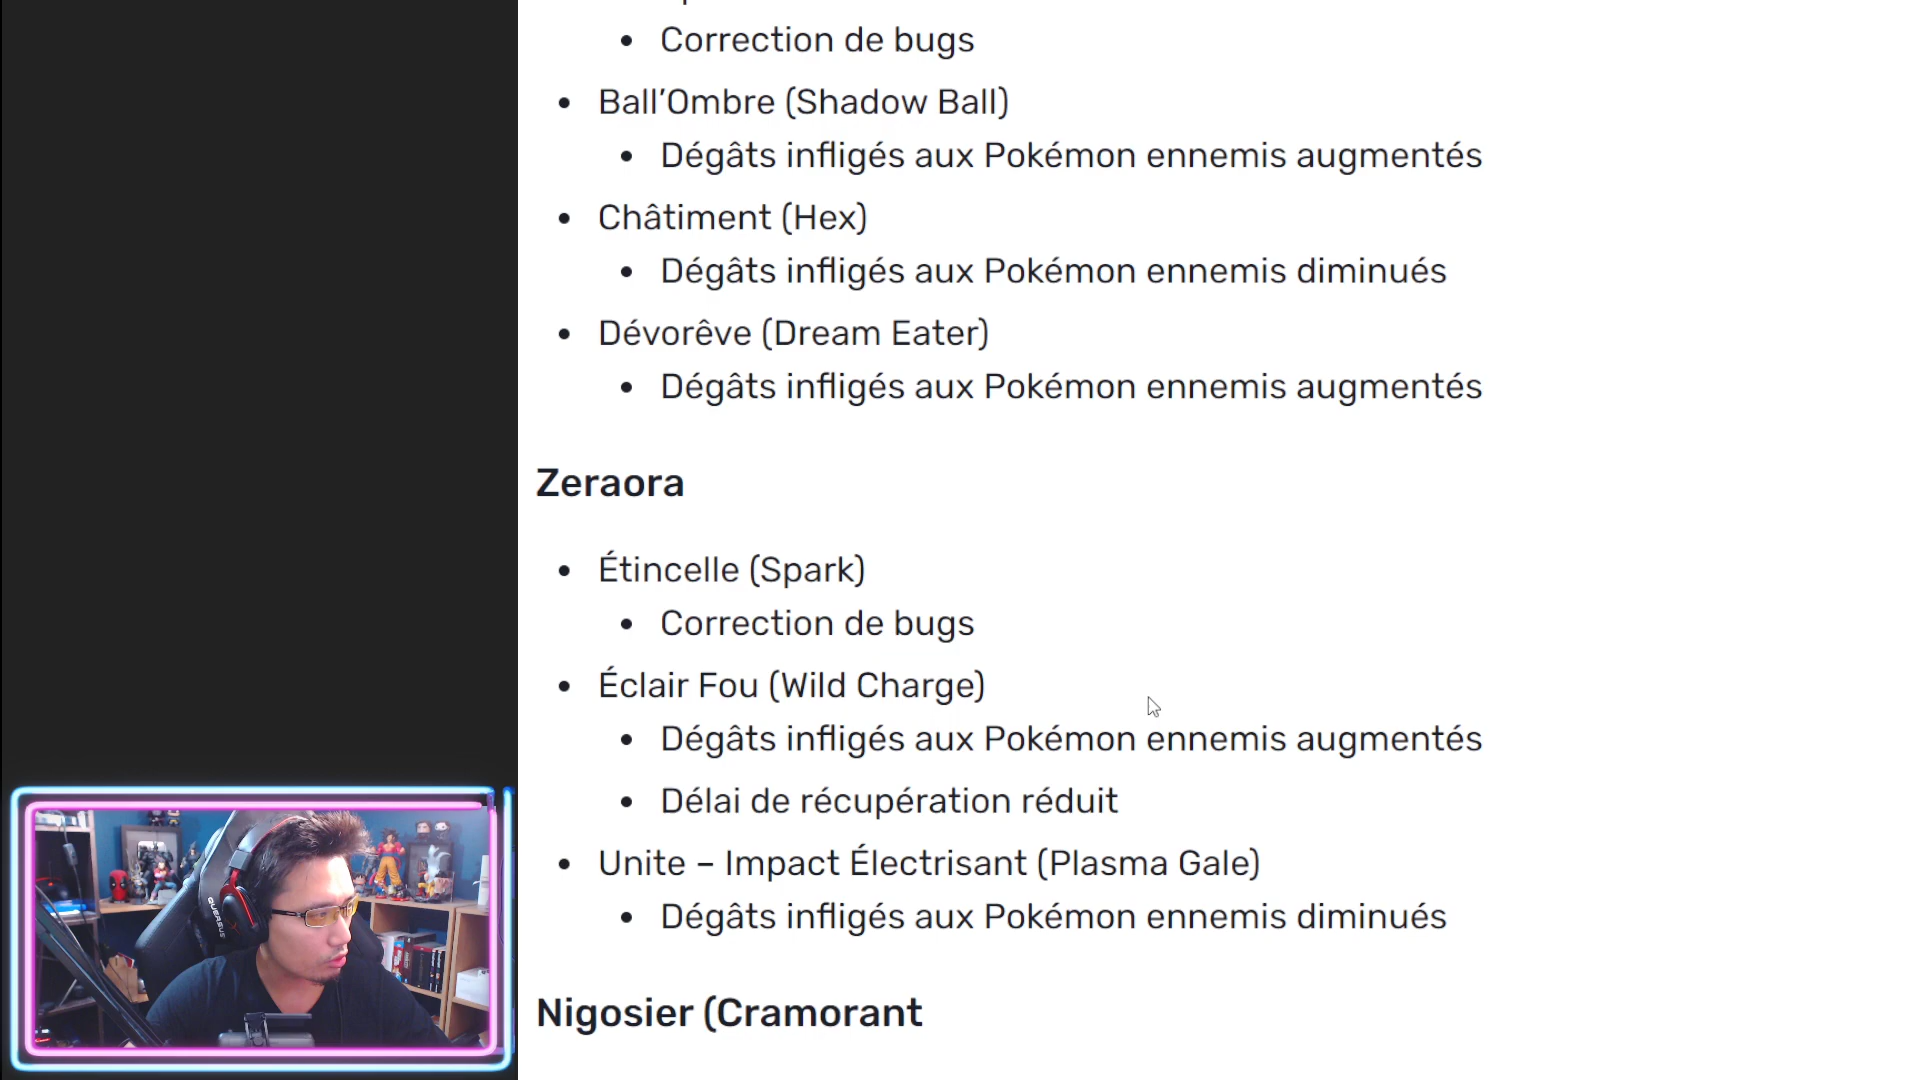 Correction de bugs
Ball’Ombre (Shadow Ball)
Dégâts infligés aux Pokémon ennemis augmentés
Châtiment (Hex)
Dégâts infligés aux Pokémon ennemis diminués
Dévorêve (Dream Eater)
Dégâts infligés aux Pokémon ennemis augmentés
Zeraora
Étincelle (Spark)
Correction de bugs
Éclair Fou (Wild Charge)
Dégâts infligés aux Pokémon ennemis augmentés
Délai de récupération réduit
Unite – Impact Électrisant (Plasma Gale)
Dégâts infligés aux Pokémon ennemis diminués
Nigosier (Cramorant